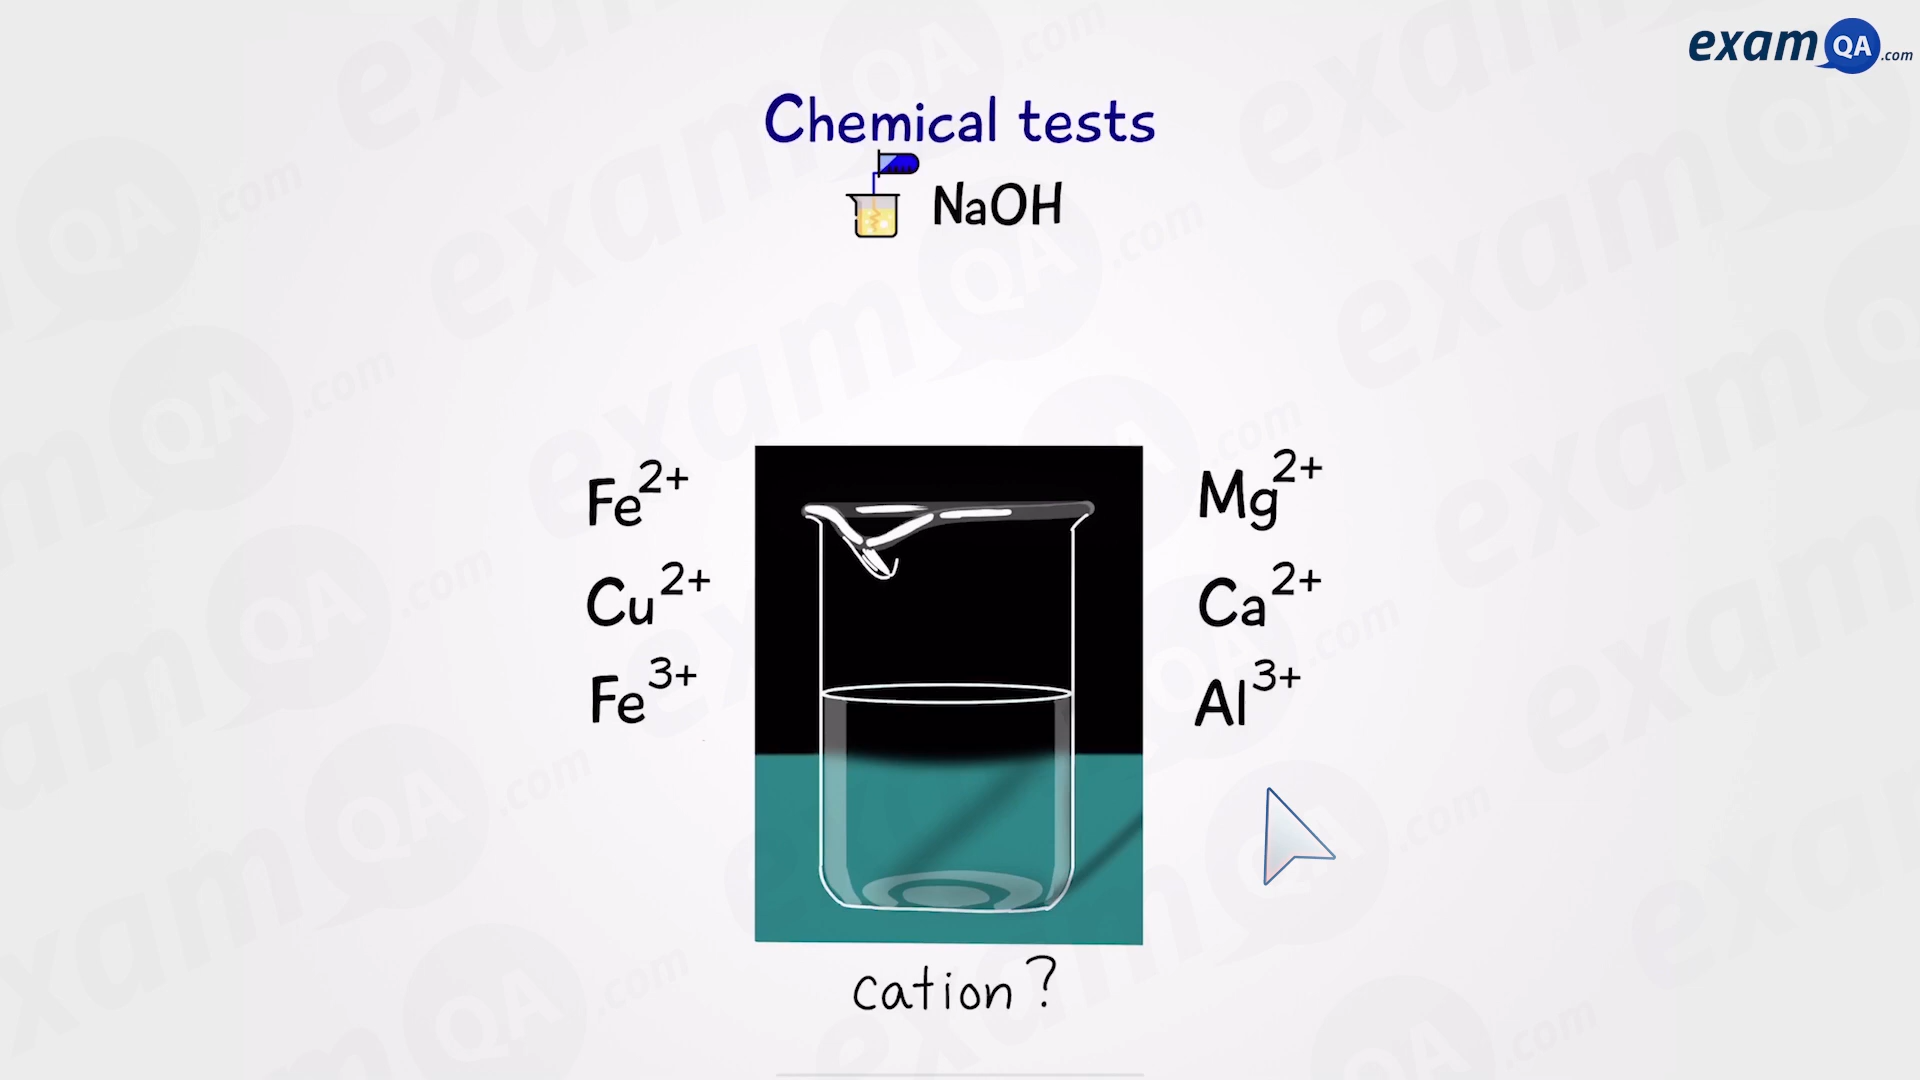 examQA.com
Chemical tests
NaOH
Fe²⁺
Cu²⁺
Fe³⁺
Mg²⁺
Ca²⁺
Al³⁺
cation ?